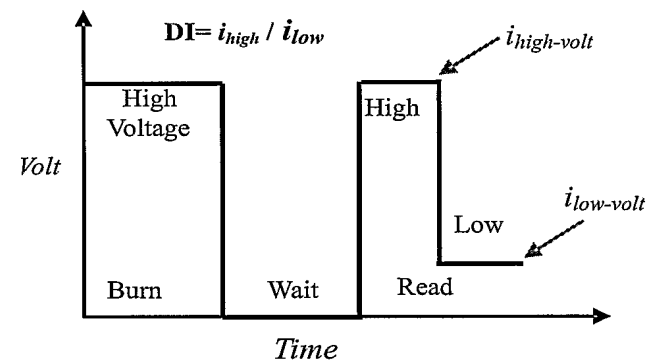 DI= i_high / i_low
i_high-volt
High
Voltage
High
Volt
i_low-volt
Low
Burn
Wait
Read
Time